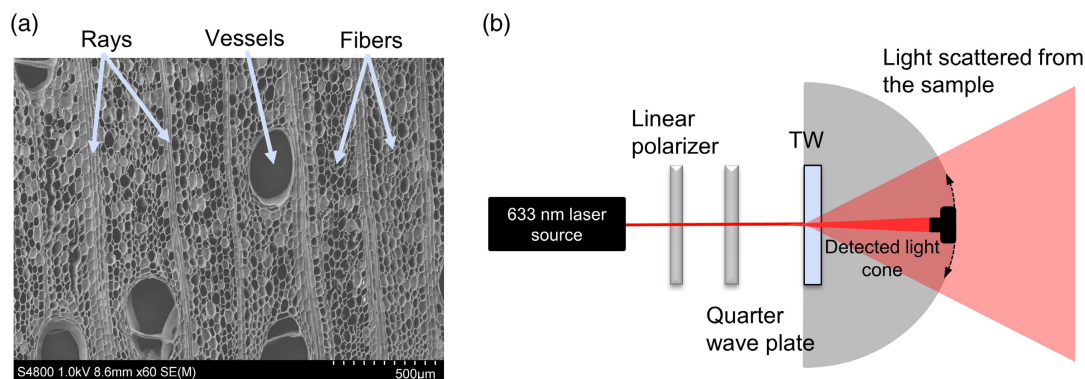 (a)
Rays
Vessels
Fibers
S4800 1.0kV 8.6mm x60 SE(M)
500μm
(b)
Light scattered from
the sample
Linear
polarizer
TW
633 nm laser
source
Detected light
cone
Quarter
wave plate